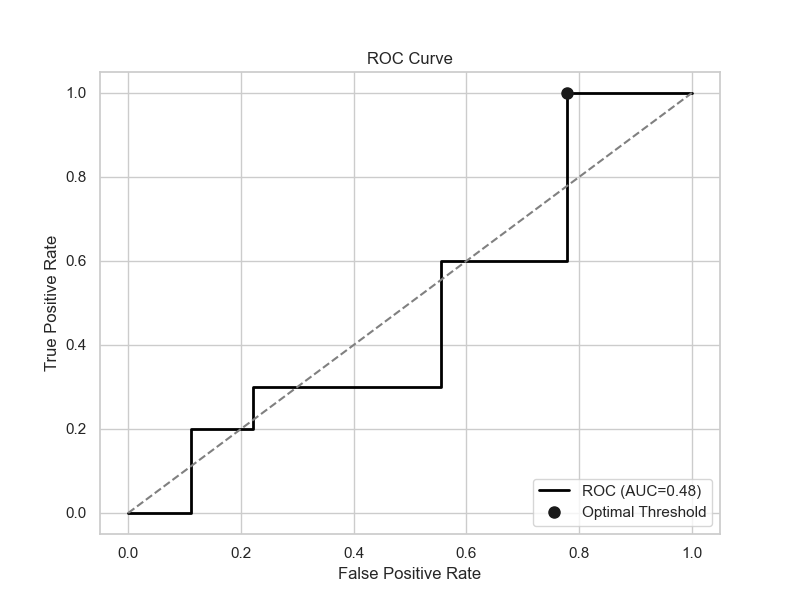 ROC Curve
True Positive Rate
1.0
0.8
0.6
0.4
0.2
0.0
0.0 0.2 0.4 0.6 0.8 1.0
False Positive Rate
ROC (AUC=0.48)
Optimal Threshold